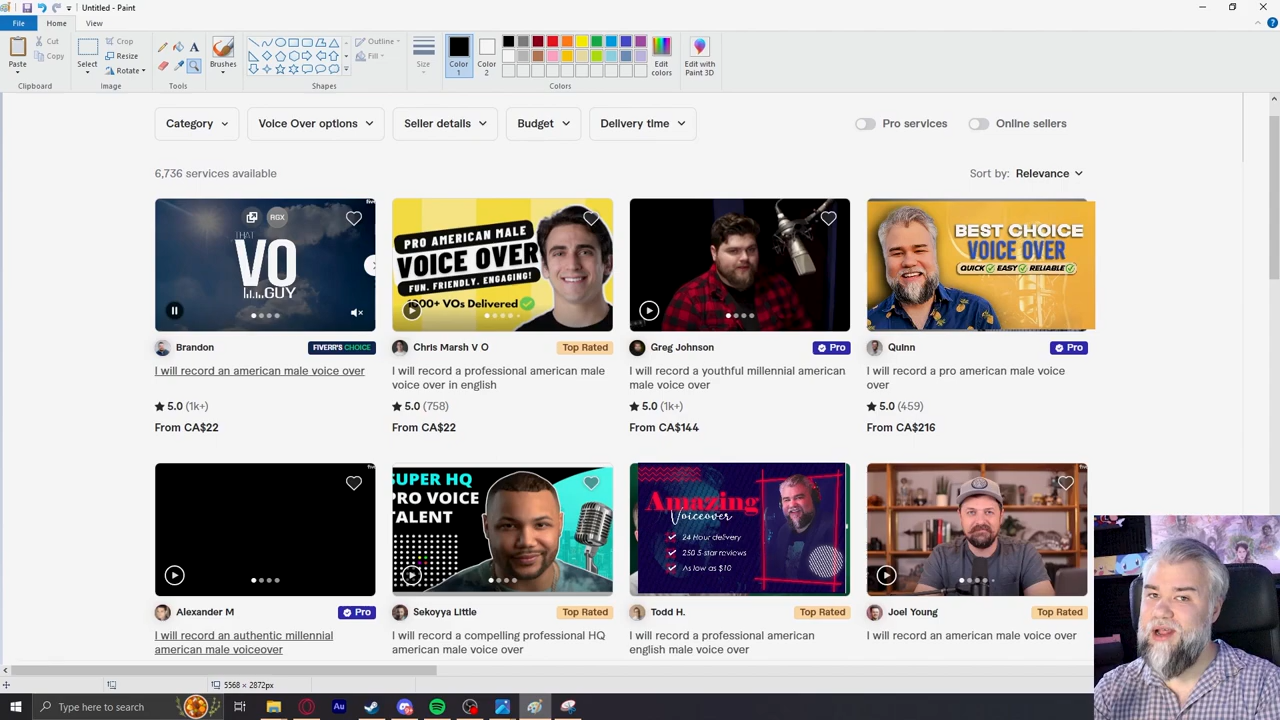 Untitled - Paint
File Home View
Paste
Cut
Copy
Clipboard
Select
Crop
Resize
Rotate
Image
A
Tools
Brushes
Shapes
Outline
Fill
Size
Color 1
Color 2
Edit colors
Colors
Edit with Paint 3D
Category Voice Over options Seller details Budget Delivery time Pro services Online sellers
6,736 services available Sort by: Relevance
RGX
THAT
VO
GUY
PRO AMERICAN MALE
VOICE OVER
FUN. FRIENDLY. ENGAGING!
1000+ VOs Delivered
BEST CHOICE
VOICE OVER
QUICK EASY RELIABLE
Brandon FIVERR'S CHOICE
I will record an american male voice over
5.0 (1k+)
From CA$22
Chris Marsh V O Top Rated
I will record a professional american male
voice over in english
5.0 (758)
From CA$22
Greg Johnson Pro
I will record a youthful millennial american
male voice over
5.0 (1k+)
From CA$144
Quinn Pro
I will record a pro american male voice
over
5.0 (459)
From CA$216
SUPER HQ
PRO VOICE
TALENT
Amazing
Voiceover
24 Hour delivery
250 5 star reviews
As low as $10
Alexander M Pro
I will record an authentic millennial
american male voiceover
Sekoyya Little Top Rated
I will record a compelling professional HQ
american male voice over
Todd H. Top Rated
I will record a professional american
english male voice over
Joel Young Top Rated
I will record an american male voice over
5568 × 2872px
Type here to search
Au